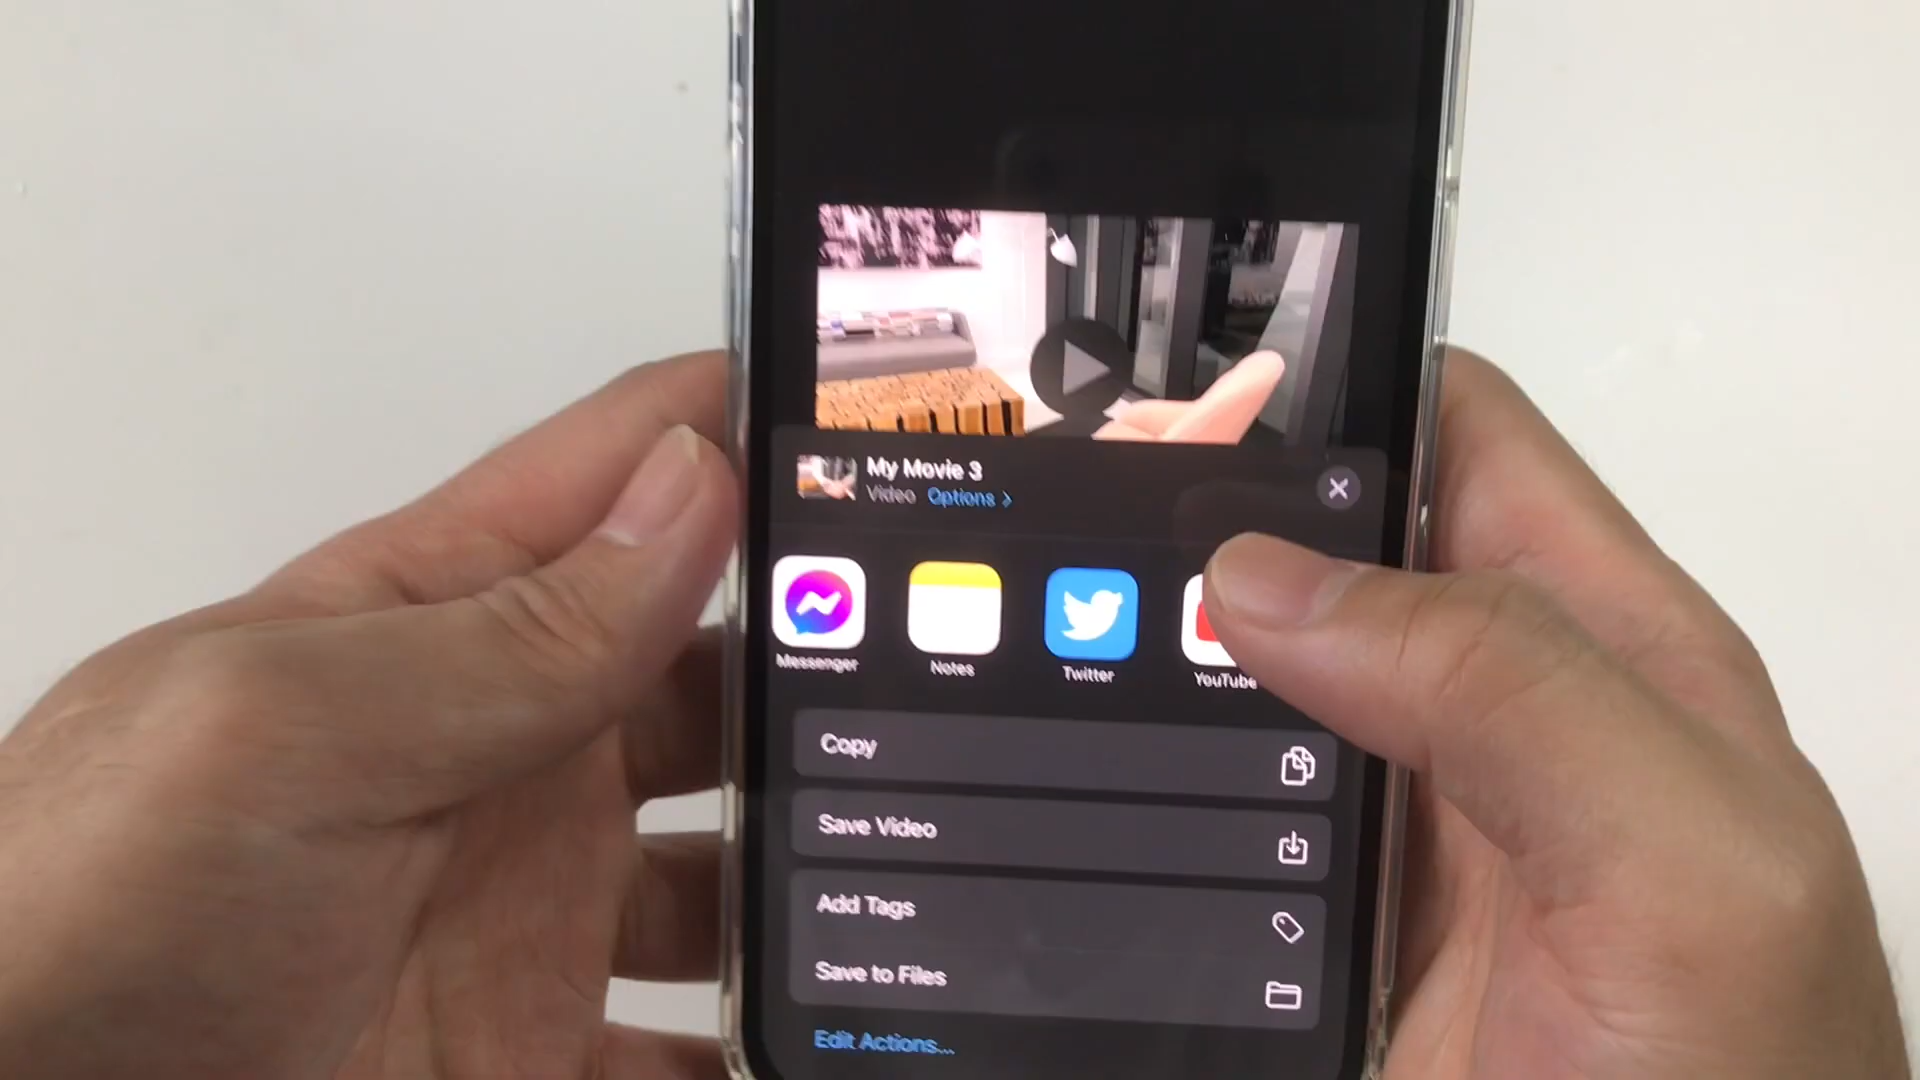 My Movie 3
Video Options >
Messenger
Notes
Twitter
YouTube
Copy
Save Video
Add Tags
Save to Files
Edit Actions...